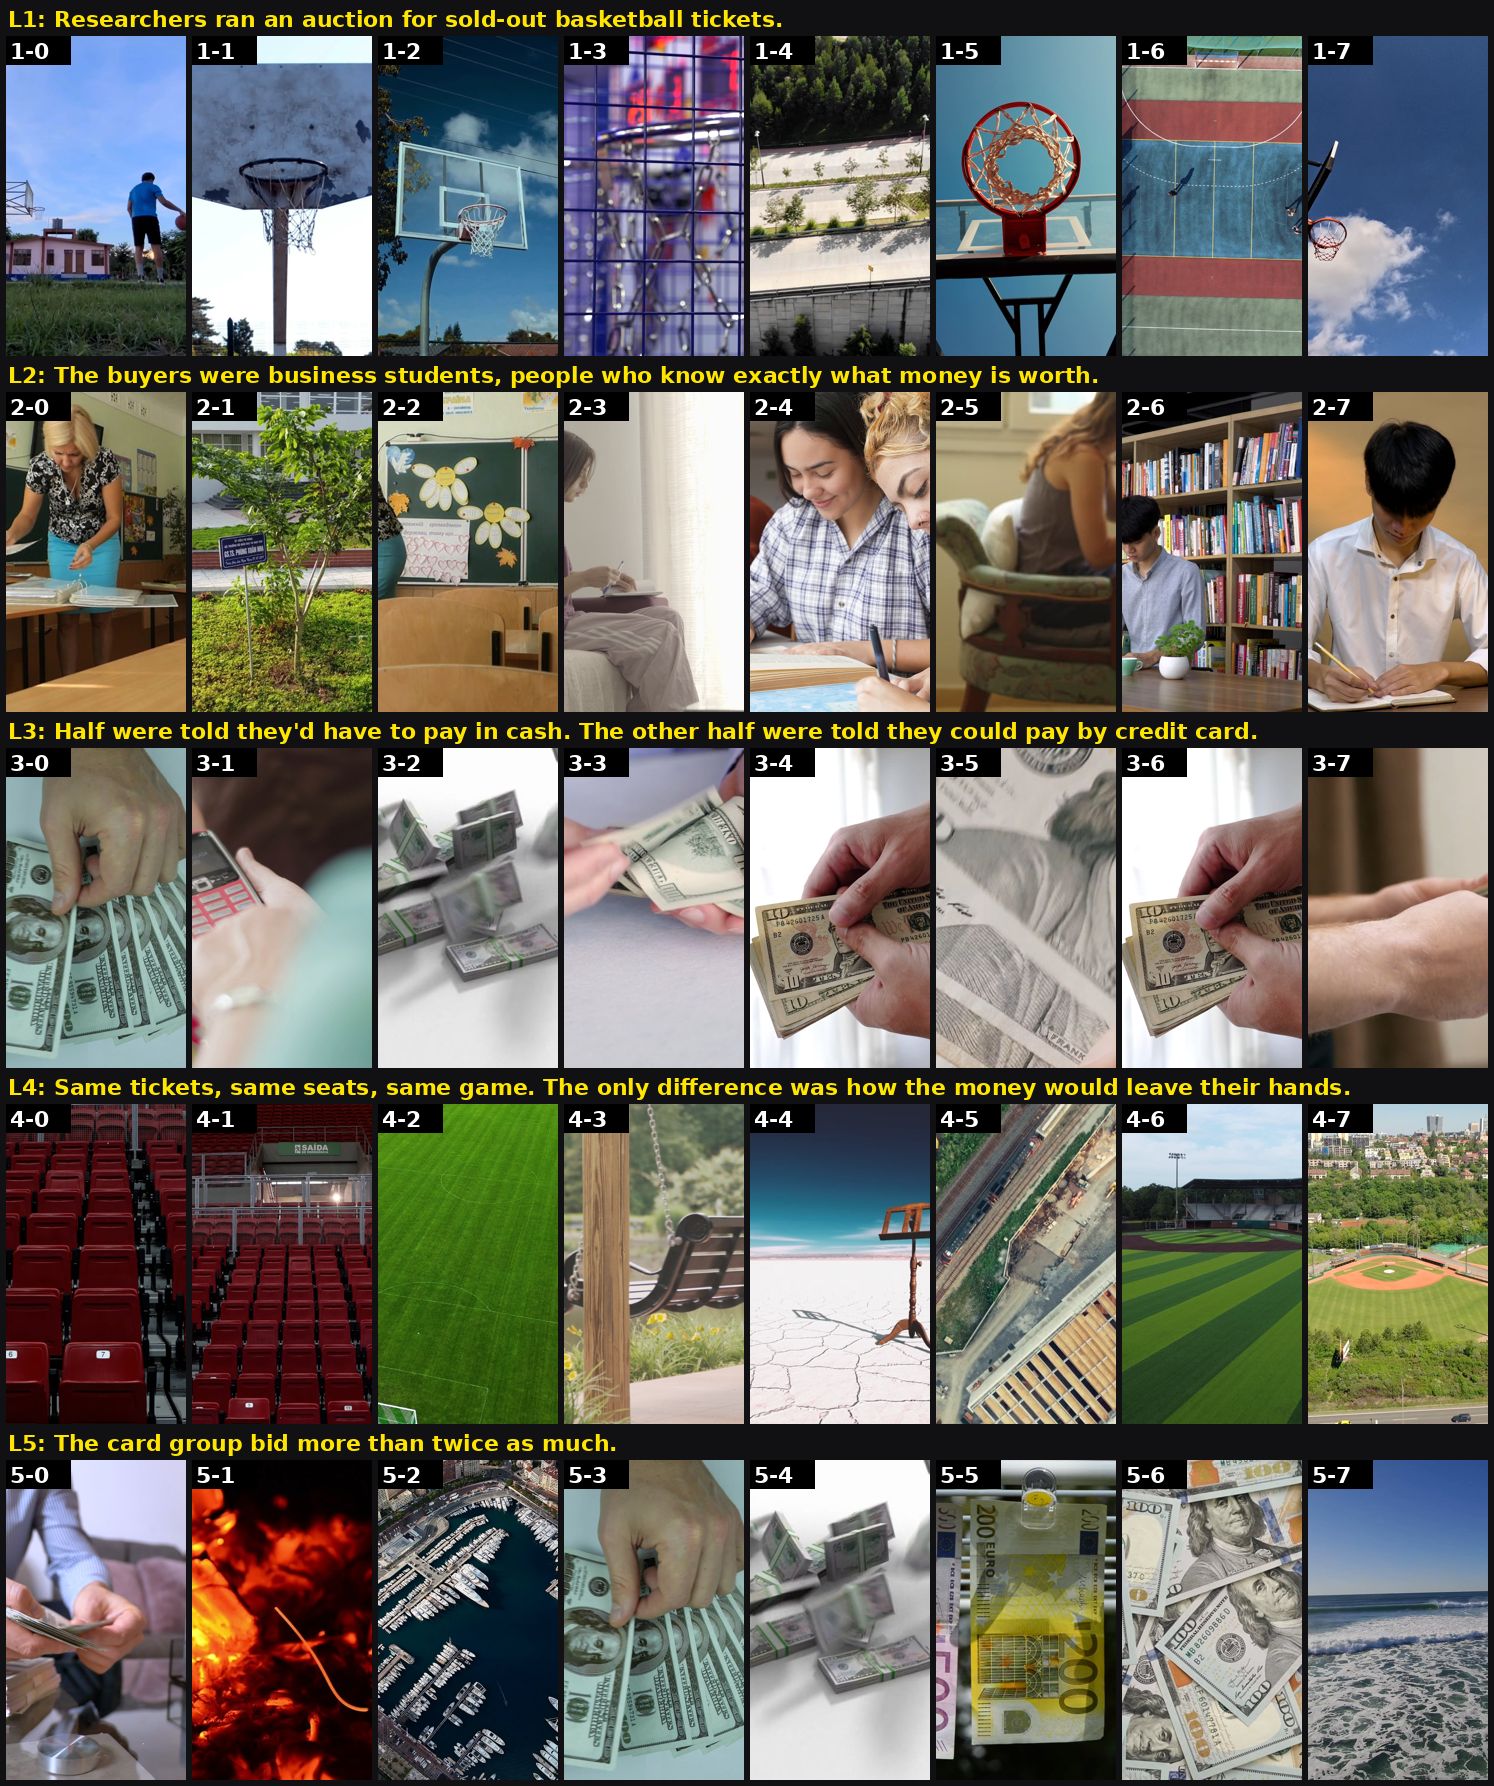 L1: Researchers ran an auction for sold-out basketball tickets.
1-0 1-1 1-2 1-3 1-4 1-5 1-6 1-7
L2: The buyers were business students, people who know exactly what money is worth.
2-0 2-1 2-2 2-3 2-4 2-5 2-6 2-7
L3: Half were told they'd have to pay in cash. The other half were told they could pay by credit card.
3-0 3-1 3-2 3-3 3-4 3-5 3-6 3-7
FRANK
L4: Same tickets, same seats, same game. The only difference was how the money would leave their hands.
4-0 4-1 4-2 4-3 4-4 4-5 4-6 4-7
SAÍDA
6 7
L5: The card group bid more than twice as much.
5-0 5-1 5-2 5-3 5-4 5-5 5-6 5-7
200 EURO
200
100